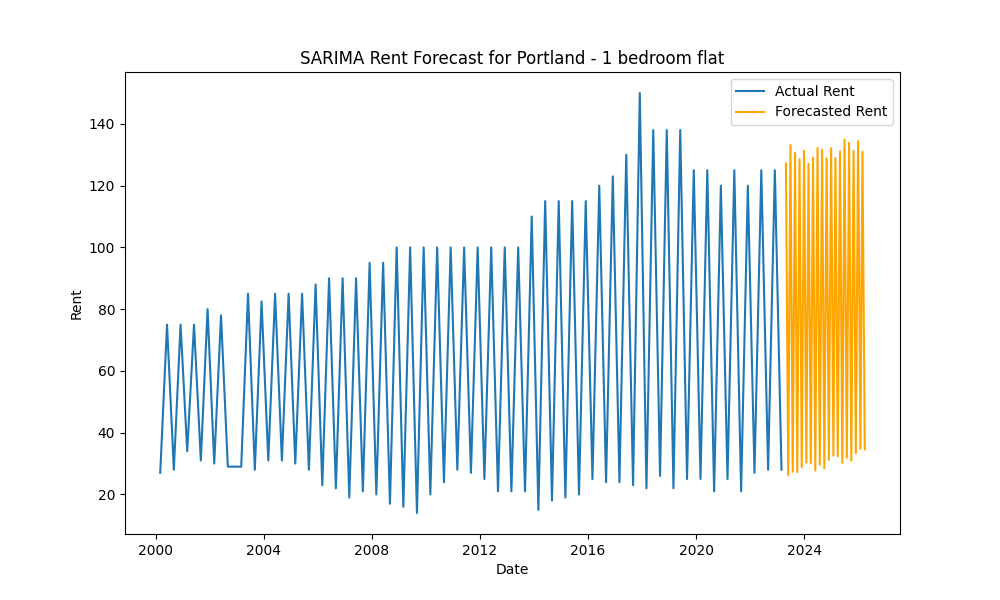 SARIMA Rent Forecast for Portland - 1 bedroom flat
Actual Rent
Forecasted Rent
140
120
100
80
60
40
20
Rent
2000 2004 2008 2012 2016 2020 2024
Date